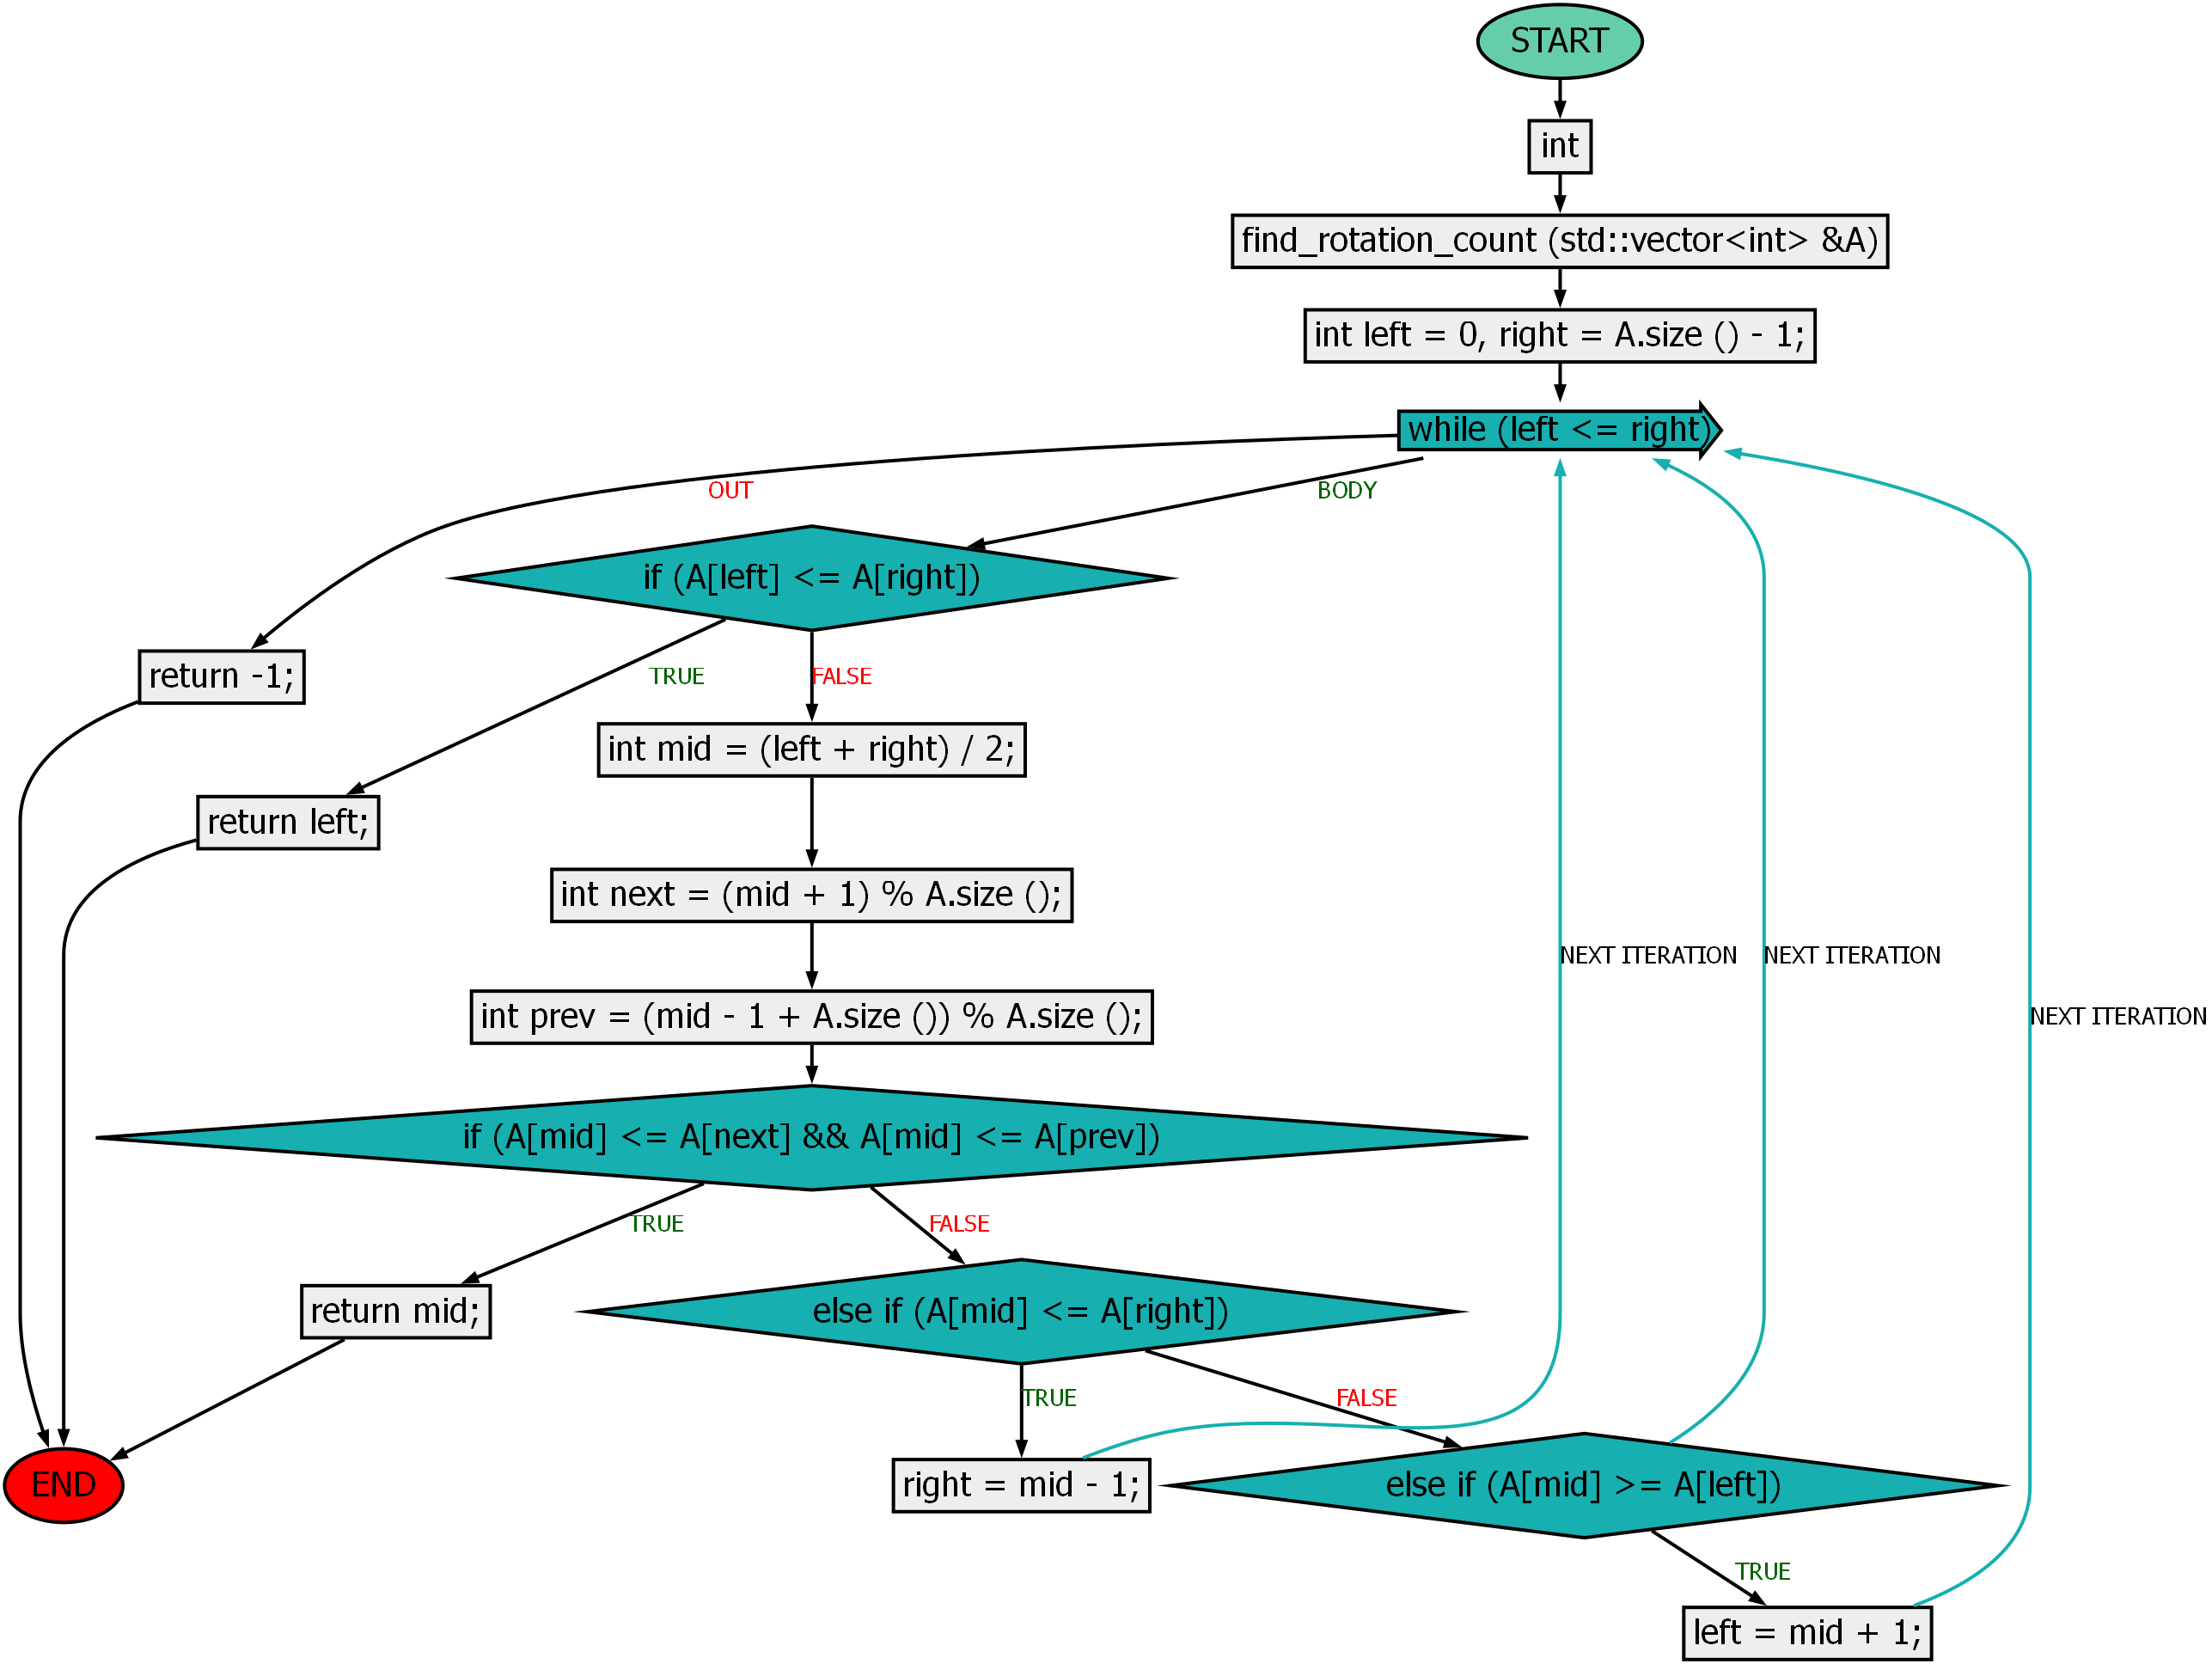 START
int
find_rotation_count (std::vector<int> &A)
int left = 0, right = A.size () - 1;
while (left <= right)
OUT
BODY
if (A[left] <= A[right])
return -1;
TRUE
FALSE
int mid = (left + right) / 2;
return left;
int next = (mid + 1) % A.size ();
NEXT ITERATION
NEXT ITERATION
int prev = (mid - 1 + A.size ()) % A.size ();
NEXT ITERATION
if (A[mid] <= A[next] && A[mid] <= A[prev])
TRUE
FALSE
return mid;
else if (A[mid] <= A[right])
TRUE
FALSE
END
right = mid - 1;
else if (A[mid] >= A[left])
TRUE
left = mid + 1;